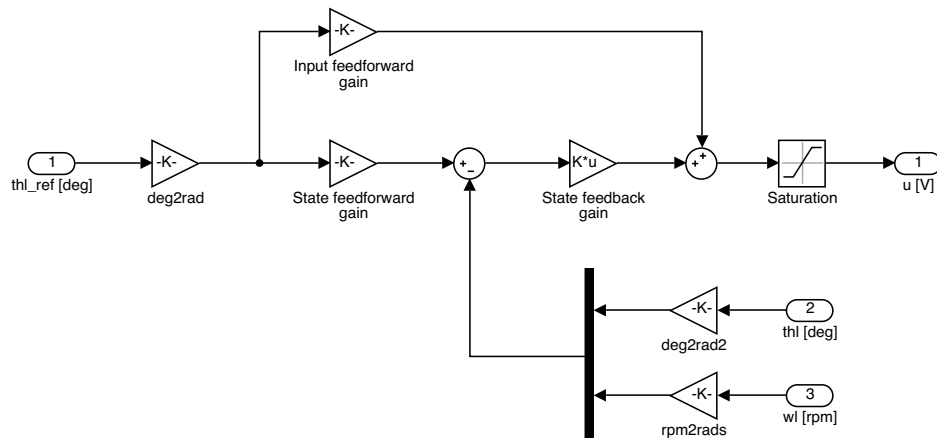 -K-
Input feedforward
gain
1
thl_ref [deg]
-K-
deg2rad
-K-
State feedforward
gain
+
−
K*u
State feedback
gain
+
+
Saturation
1
u [V]
-K-
deg2rad2
2
thl [deg]
-K-
rpm2rads
3
wl [rpm]